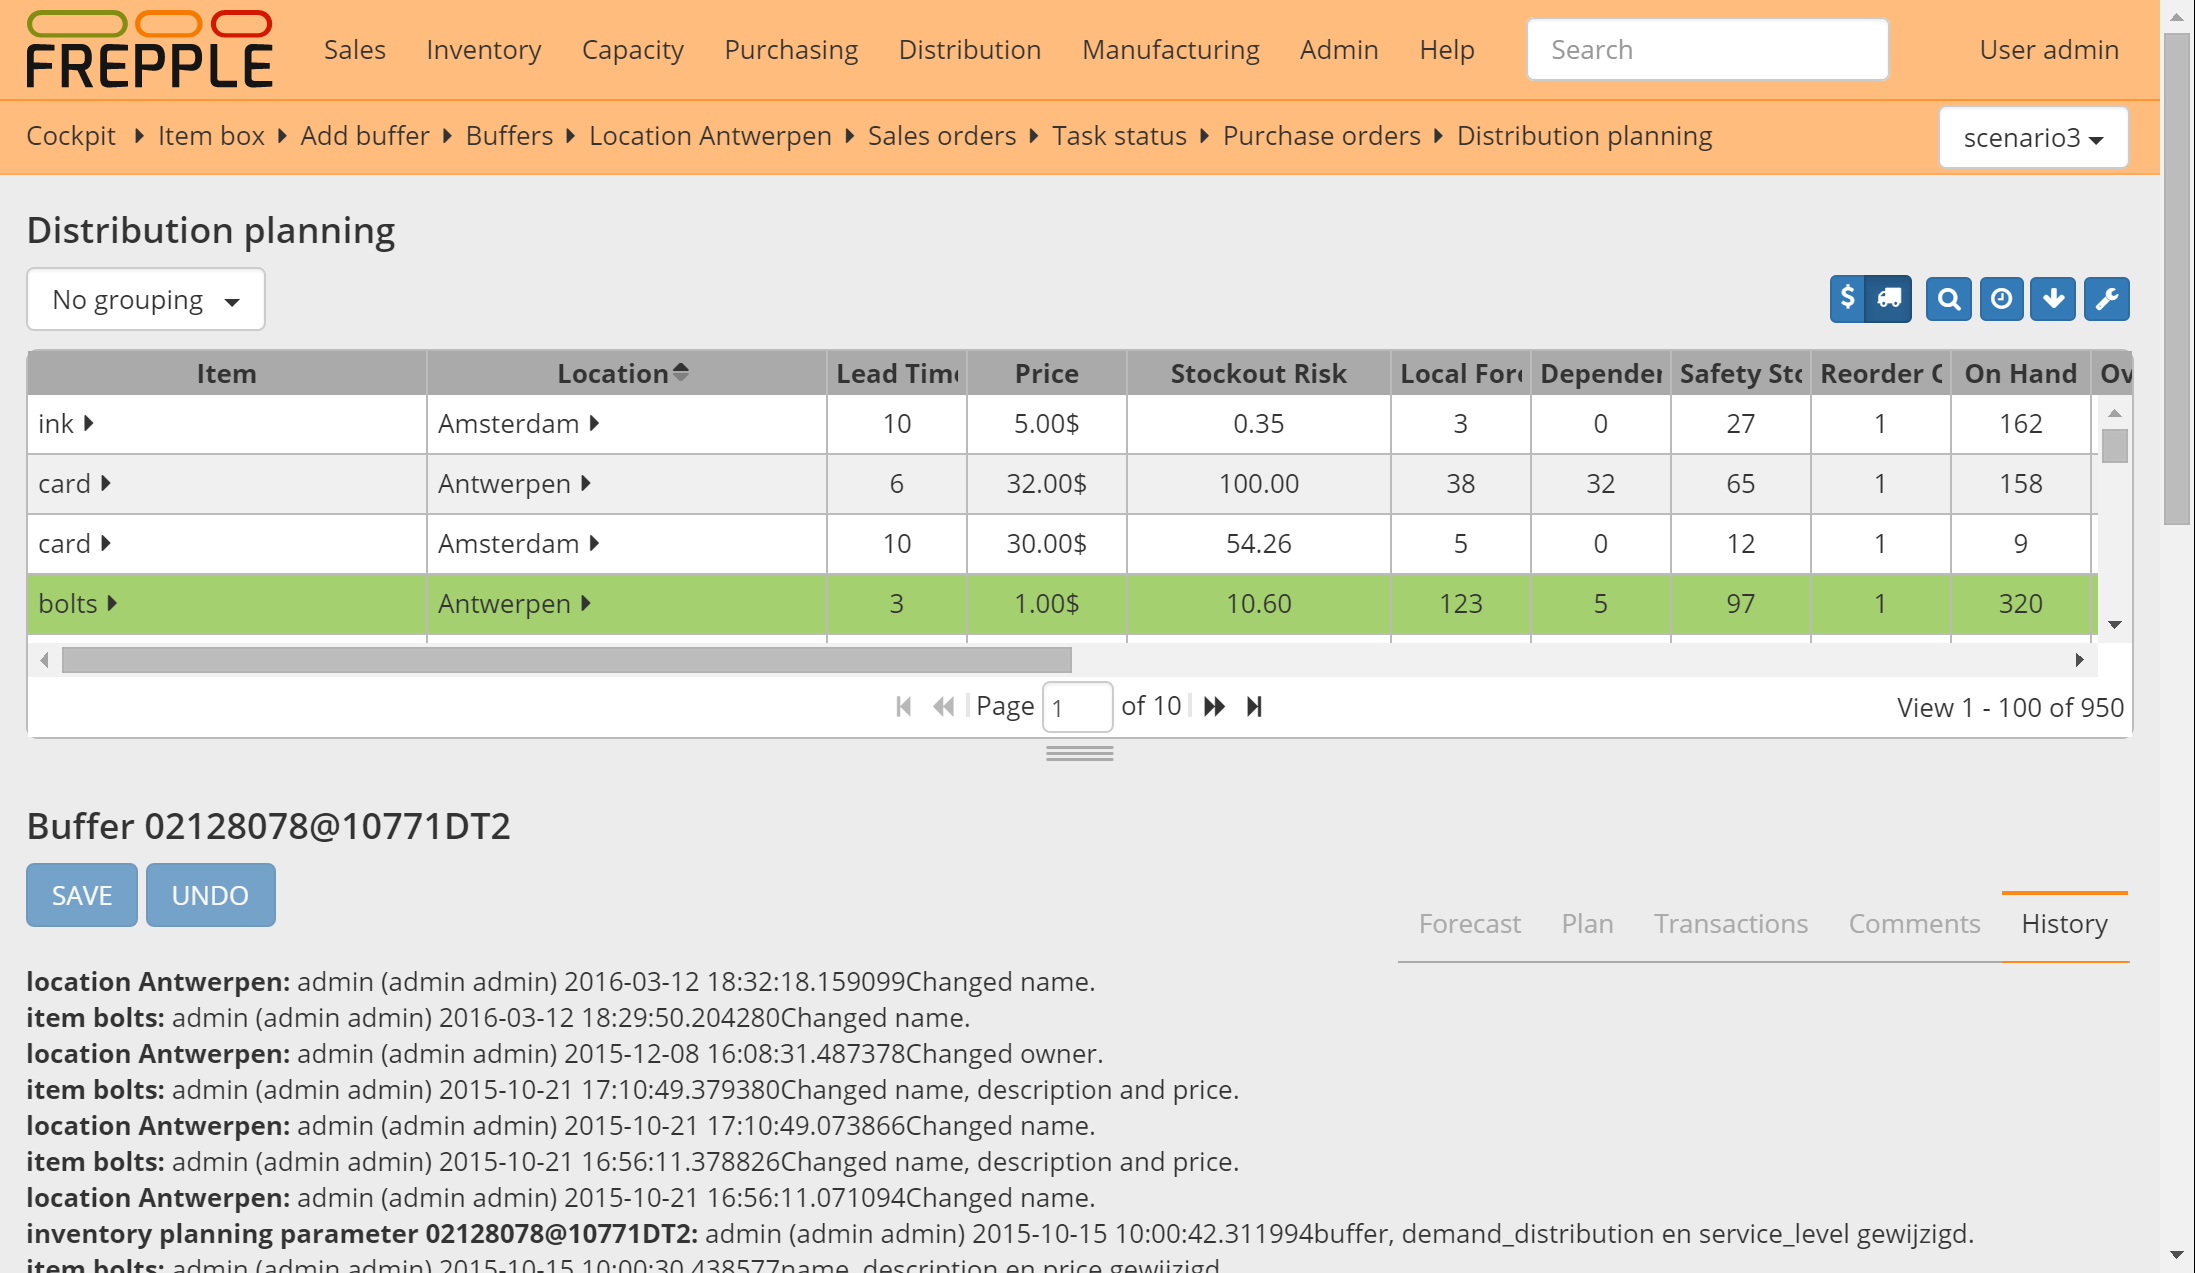 FREPPLE Sales Inventory Capacity Purchasing Distribution Manufacturing Admin Help Search User admin
Cockpit Item box Add buffer Buffers Location Antwerpen Sales orders Task status Purchase orders Distribution planning scenario3
Distribution planning
No grouping $
Item Location Lead Time Price Stockout Risk Local Fore Depender Safety Sto Reorder On Hand Ov
ink Amsterdam 10 5.00$ 0.35 3 0 27 1 162
card Antwerpen 6 32.00$ 100.00 38 32 65 1 158
card Amsterdam 10 30.00$ 54.26 5 0 12 1 9
bolts Antwerpen 3 1.00$ 10.60 123 5 97 1 320
Page 1 of 10 View 1 - 100 of 950
Buffer 02128078@10771DT2
SAVE UNDO
Forecast Plan Transactions Comments History
location Antwerpen: admin (admin admin) 2016-03-12 18:32:18.159099Changed name.
item bolts: admin (admin admin) 2016-03-12 18:29:50.204280Changed name.
location Antwerpen: admin (admin admin) 2015-12-08 16:08:31.487378Changed owner.
item bolts: admin (admin admin) 2015-10-21 17:10:49.379380Changed name, description and price.
location Antwerpen: admin (admin admin) 2015-10-21 17:10:49.073866Changed name.
item bolts: admin (admin admin) 2015-10-21 16:56:11.378826Changed name, description and price.
location Antwerpen: admin (admin admin) 2015-10-21 16:56:11.071094Changed name.
inventory planning parameter 02128078@10771DT2: admin (admin admin) 2015-10-15 10:00:42.311994buffer, demand_distribution en service_level gewijzigd.
item bolts: admin (admin admin) 2015-10-15 10:00:30.438577name, description en price gewijzigd.